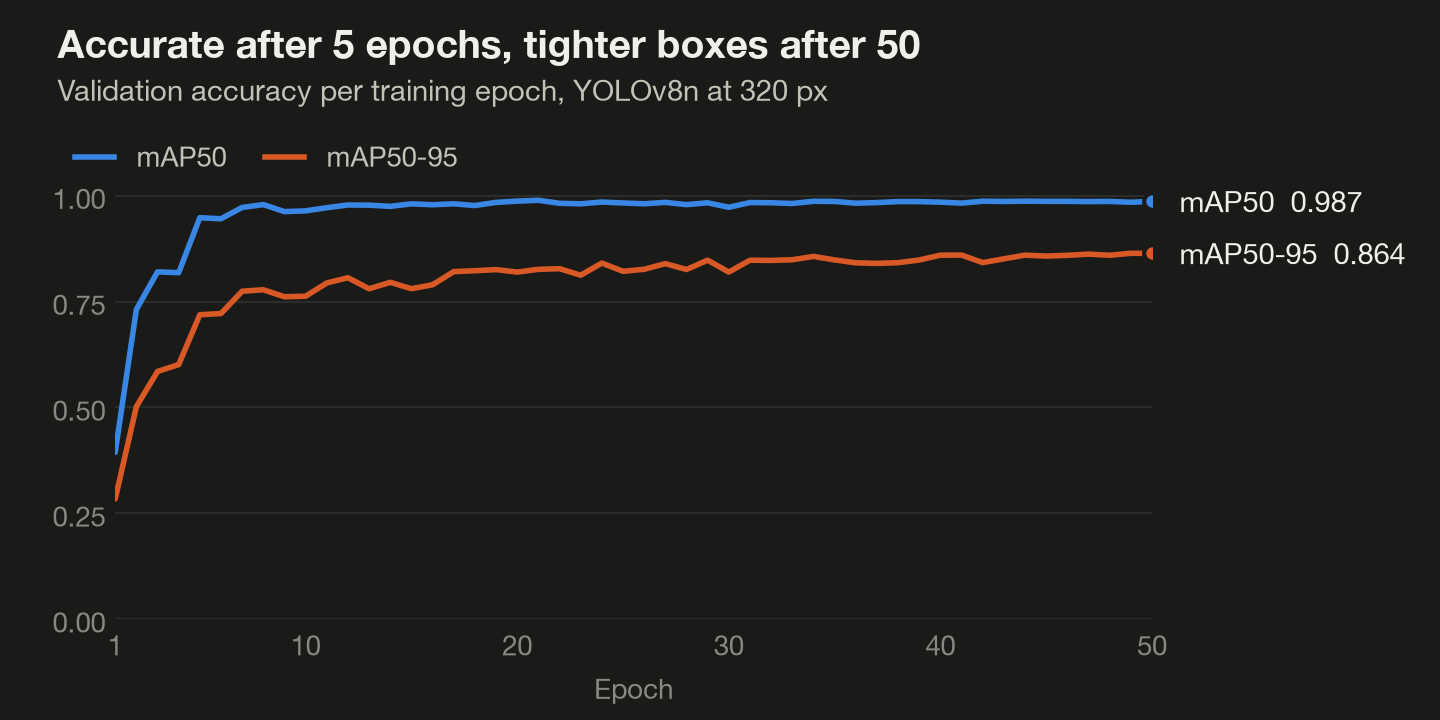 Accurate after 5 epochs, tighter boxes after 50
Validation accuracy per training epoch, YOLOv8n at 320 px
mAP50 mAP50-95
1.00
mAP50 0.987
mAP50-95 0.864
0.75
0.50
0.25
0.00
1 10 20 30 40 50
Epoch